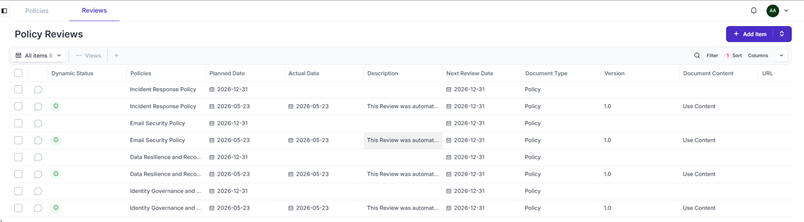 Policies Reviews
AA
Policy Reviews
+ Add Item
All items 8 Views +
Filter 1 Sort Columns
Dynamic Status Policies Planned Date Actual Date Description Next Review Date Document Type Version Document Content URL
Incident Response Policy 2026-12-31 2026-12-31 Policy
Incident Response Policy 2026-05-23 2026-05-23 This Review was automat... 2026-12-31 Policy 1.0 Use Content
Email Security Policy 2026-12-31 2026-12-31 Policy
Email Security Policy 2026-05-23 2026-05-23 This Review was automat... 2026-12-31 Policy 1.0 Use Content
Data Resilience and Reco... 2026-12-31 2026-12-31 Policy
Data Resilience and Reco... 2026-05-23 2026-05-23 This Review was automat... 2026-12-31 Policy 1.0 Use Content
Identity Governance and ... 2026-12-31 2026-12-31 Policy
Identity Governance and ... 2026-05-23 2026-05-23 This Review was automat... 2026-12-31 Policy 1.0 Use Content